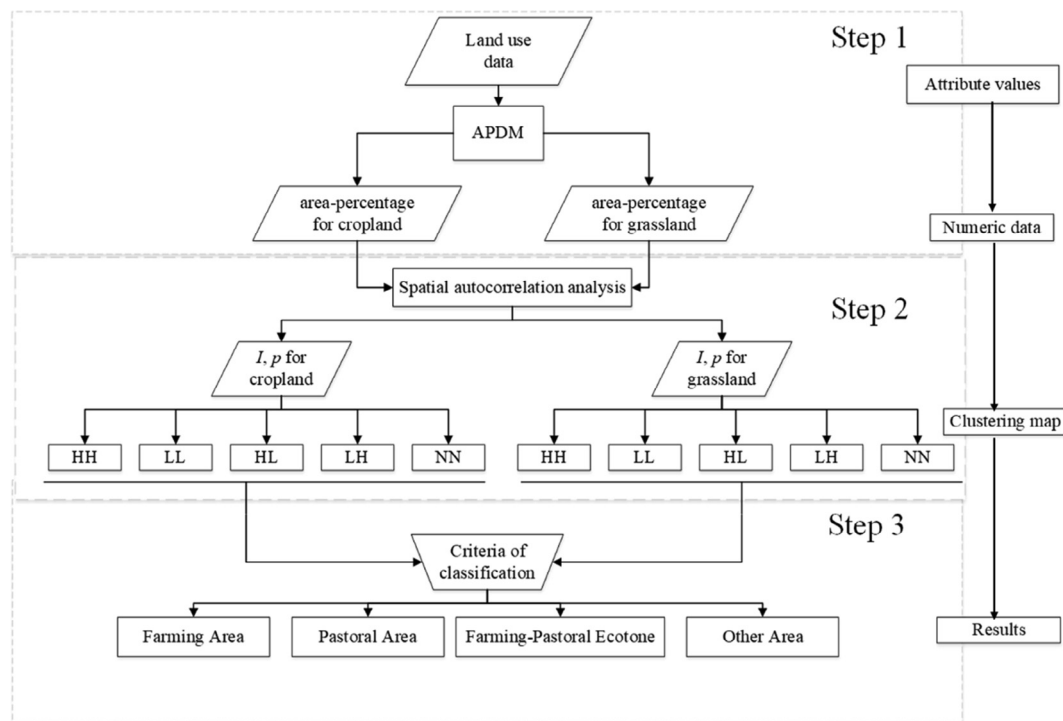 Step 1
Land use
data
Attribute values
APDM
area-percentage
for cropland
area-percentage
for grassland
Numeric data
Spatial autocorrelation analysis
Step 2
I, p for
cropland
I, p for
grassland
Clustering map
HH
LL
HL
LH
NN
HH
LL
HL
LH
NN
Step 3
Criteria of
classification
Farming Area
Pastoral Area
Farming-Pastoral Ecotone
Other Area
Results